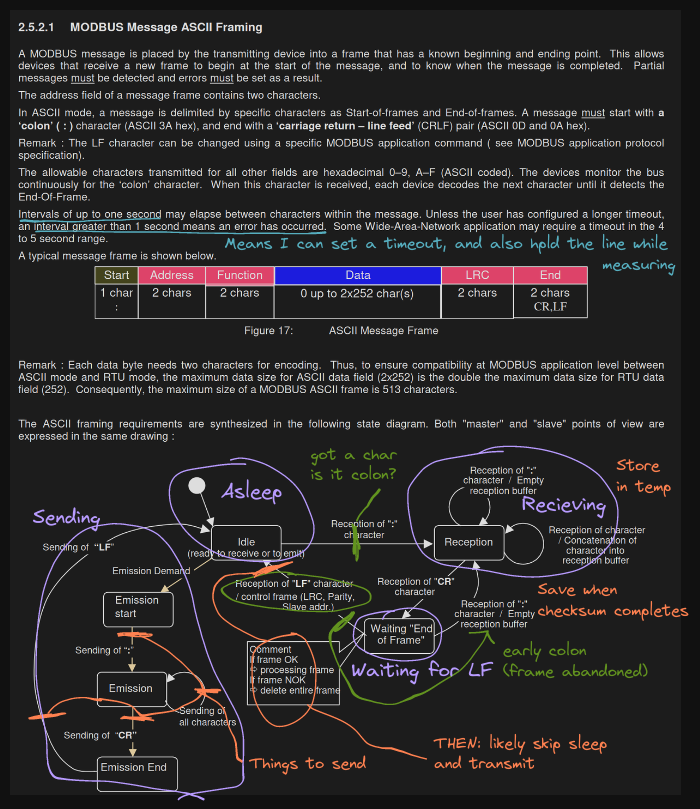 2.5.2.1 MODBUS Message ASCII Framing
A MODBUS message is placed by the transmitting device into a frame that has a known beginning and ending point. This allows
devices that receive a new frame to begin at the start of the message, and to know when the message is completed. Partial
messages must be detected and errors must be set as a result.
The address field of a message frame contains two characters.
In ASCII mode, a message is delimited by specific characters as Start-of-frames and End-of-frames. A message must start with a
‘colon’ ( : ) character (ASCII 3A hex), and end with a ‘carriage return – line feed’ (CRLF) pair (ASCII 0D and 0A hex).
Remark : The LF character can be changed using a specific MODBUS application command ( see MODBUS application protocol
specification).
The allowable characters transmitted for all other fields are hexadecimal 0–9, A–F (ASCII coded). The devices monitor the bus
continuously for the ‘colon’ character. When this character is received, each device decodes the next character until it detects the
End-Of-Frame.
Intervals of up to one second may elapse between characters within the message. Unless the user has configured a longer timeout,
an interval greater than 1 second means an error has occurred. Some Wide-Area-Network application may require a timeout in the 4
to 5 second range.
Means I can set a timeout, and also hold the line while
measuring
A typical message frame is shown below.
Start Address Function Data LRC End
1 char 2 chars 2 chars 0 up to 2x252 char(s) 2 chars 2 chars
: CR,LF
Figure 17: ASCII Message Frame
Remark : Each data byte needs two characters for encoding. Thus, to ensure compatibility at MODBUS application level between
ASCII mode and RTU mode, the maximum data size for ASCII data field (2x252) is the double the maximum data size for RTU data
field (252). Consequently, the maximum size of a MODBUS ASCII frame is 513 characters.
The ASCII framing requirements are synthesized in the following state diagram. Both "master" and "slave" points of view are
expressed in the same drawing :
got a char
is it colon?
Store
in temp
Reception of ":"
character / Empty
reception buffer
Asleep
Recieving
Sending
Sending of "LF"
Idle
(ready to receive or to emit)
Reception of ":"
character
Reception
Reception of character
/ Concatenation of
character into
reception buffer
Emission Demand
Reception of "LF" character
/ control frame (LRC, Parity,
Slave addr.)
Reception of "CR"
character
Save when
checksum completes
Emission
start
Reception of ":"
character / Empty
reception buffer
Waiting "End
of Frame"
Sending of ":"
Comment
If frame OK
⇨ processing frame
If frame NOK
⇨ delete entire frame
Waiting for LF
early colon
(frame abandoned)
Emission
Sending of
all characters
Sending of "CR"
THEN: likely skip sleep
and transmit
Things to send
Emission End